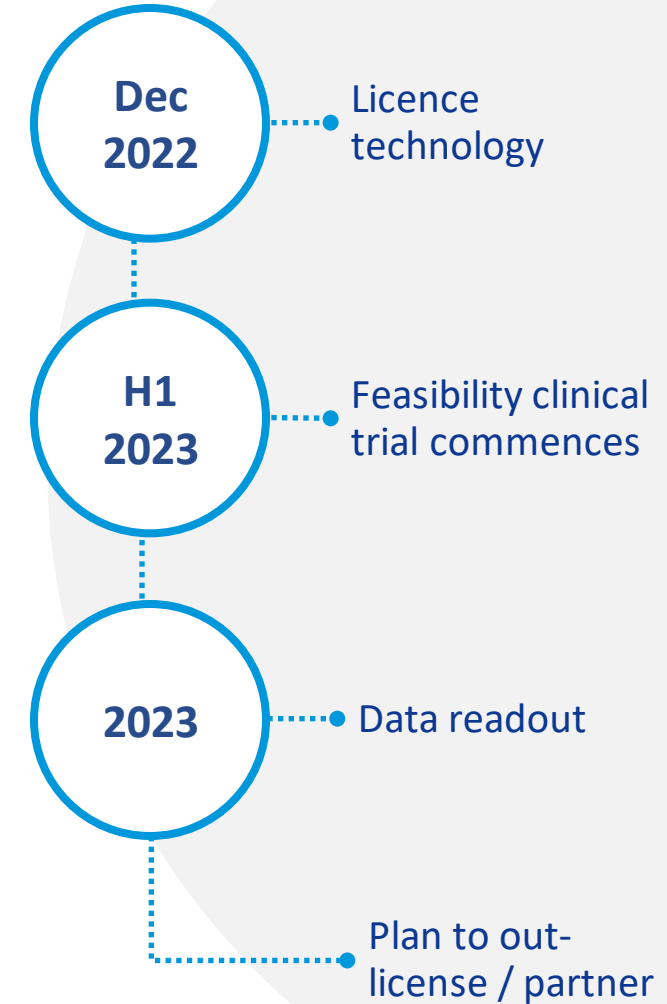 Dec
2022
Licence
technology
H1
2023
Feasibility clinical
trial commences
2023
Data readout
Plan to out-
license / partner